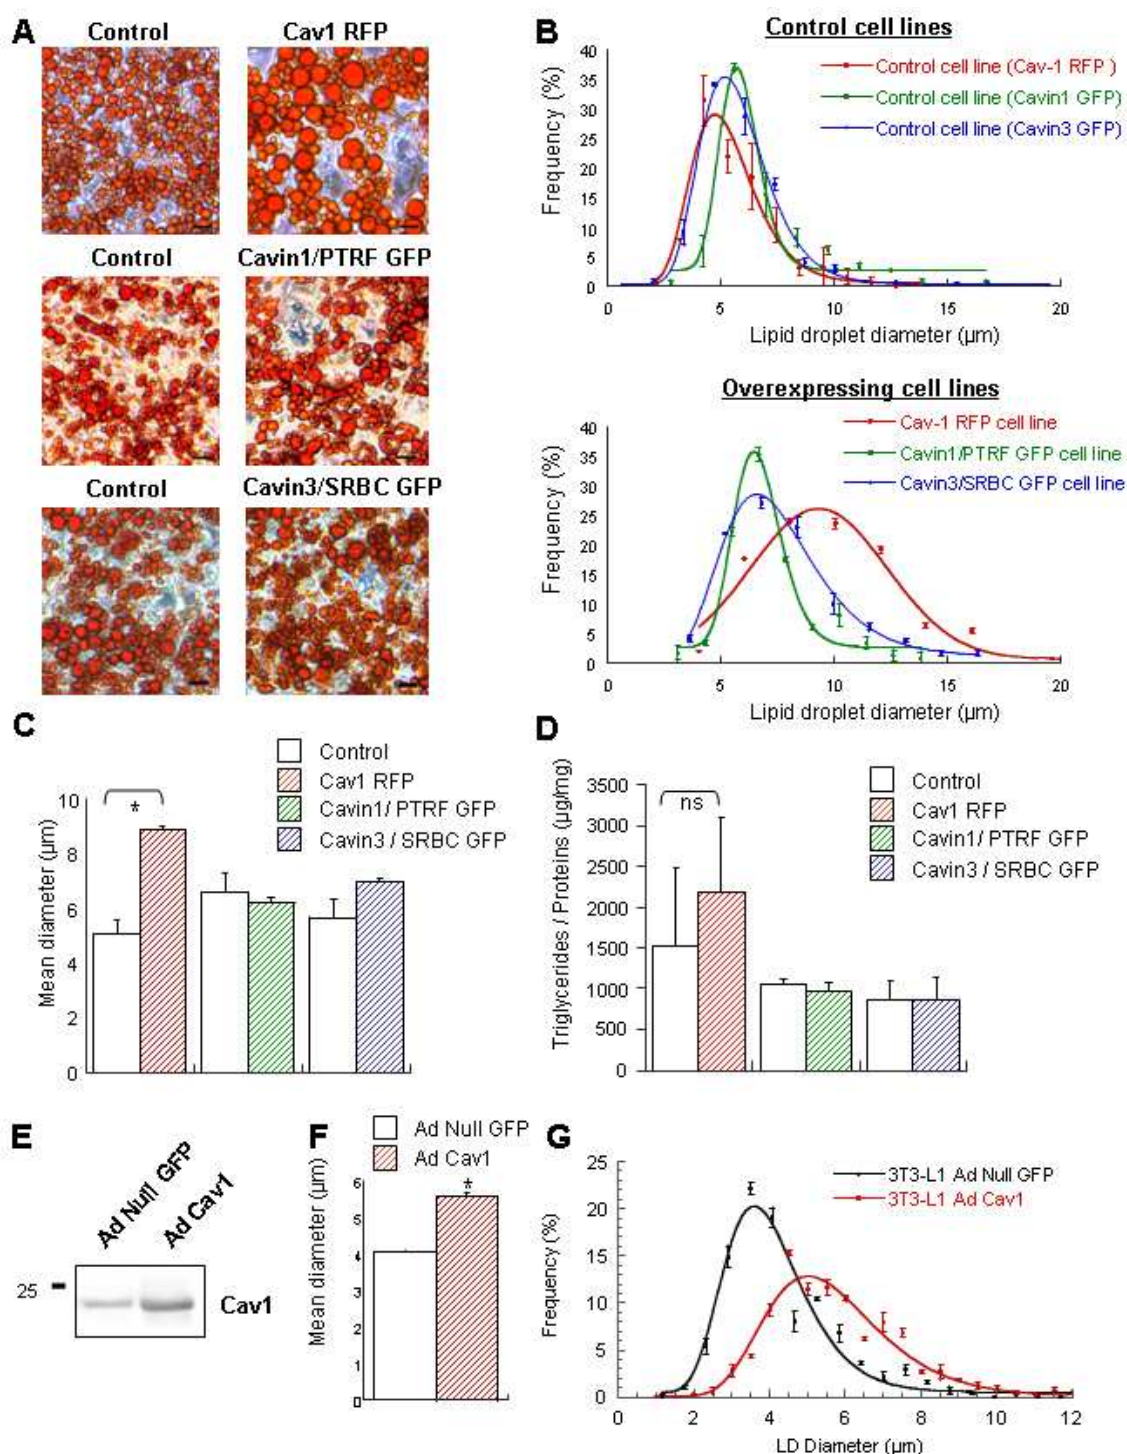 A
Control
Cav1 RFP
Control
Cavin1/PTRF GFP
Control
Cavin3/SRBC GFP
B
Control cell lines
Control cell line (Cav-1 RFP )
Control cell line (Cavin1 GFP)
Control cell line (Cavin3 GFP)
Frequency (%)
40
35
30
25
20
15
10
5
0
0 5 10 15 20
Lipid droplet diameter (µm)
Overexpressing cell lines
Cav-1 RFP cell line
Cavin1/PTRF GFP cell line
Cavin3/SRBC GFP cell line
Frequency (%)
40
35
30
25
20
15
10
5
0
0 5 10 15 20
Lipid droplet diameter (µm)
C
Control
Cav1 RFP
Cavin1/ PTRF GFP
Cavin3 / SRBC GFP
Mean diameter (µm)
10
8
6
4
2
0
*
D
Control
Cav1 RFP
Cavin1/ PTRF GFP
Cavin3 / SRBC GFP
Triglycerides / Proteins (µg/mg)
3500
3000
2500
2000
1500
1000
500
0
ns
E
Ad Null GFP
Ad Cav1
25
Cav1
F
Ad Null GFP
Ad Cav1
Mean diameter (µm)
6
5
4
3
2
1
0
*
G
3T3-L1 Ad Null GFP
3T3-L1 Ad Cav1
Frequency (%)
25
20
15
10
5
0
0 2 4 6 8 10 12
LD Diameter (µm)